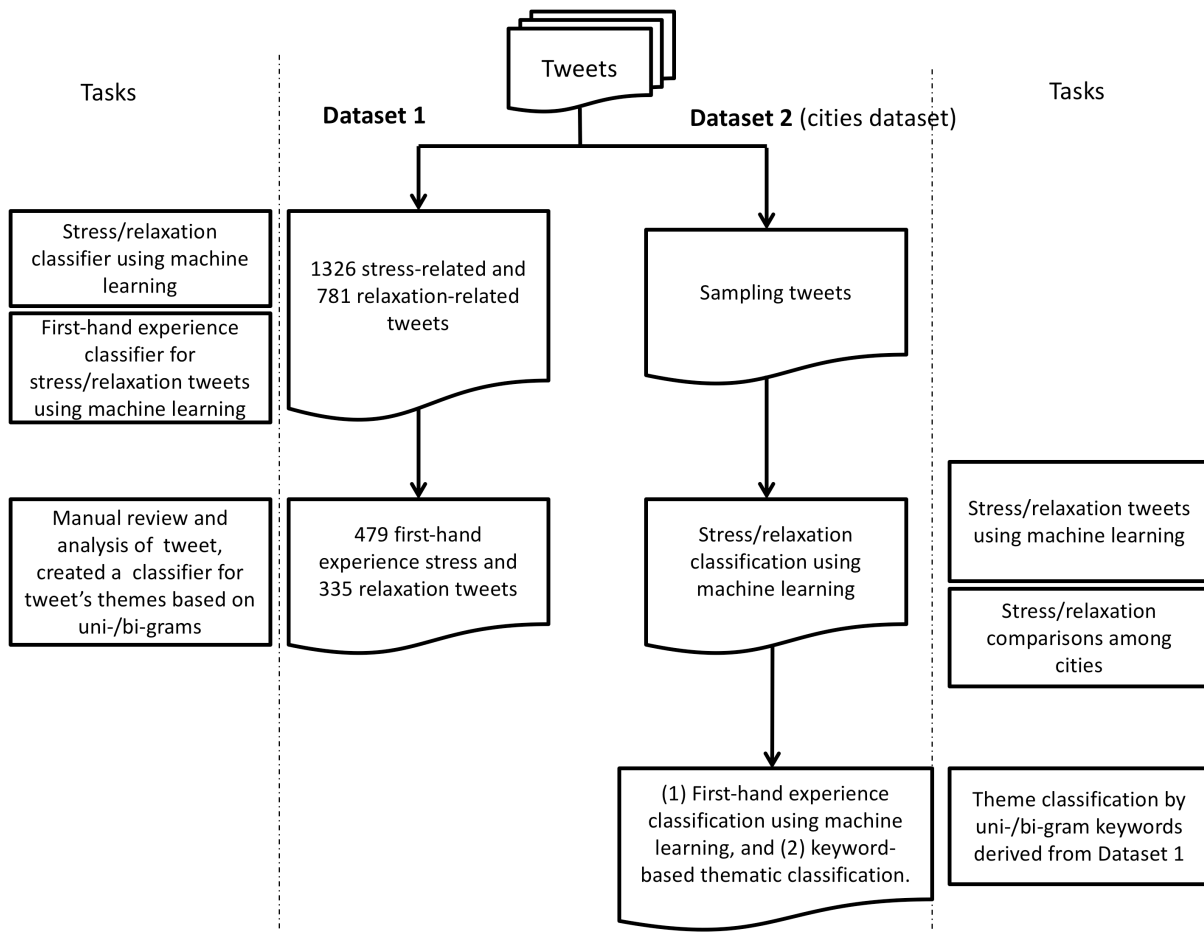 Tweets
Tasks
Dataset 1
Dataset 2 (cities dataset)
Tasks
Stress/relaxation
classifier using machine
learning
First-hand experience
classifier for
stress/relaxation tweets
using machine learning
1326 stress-related and
781 relaxation-related
tweets
Sampling tweets
Manual review and
analysis of tweet,
created a classifier for
tweet's themes based on
uni-/bi-grams
479 first-hand
experience stress and
335 relaxation tweets
Stress/relaxation
classification using
machine learning
Stress/relaxation tweets
using machine learning
Stress/relaxation
comparisons among
cities
(1) First-hand experience
classification using machine
learning, and (2) keyword-
based thematic classification.
Theme classification by
uni-/bi-gram keywords
derived from Dataset 1